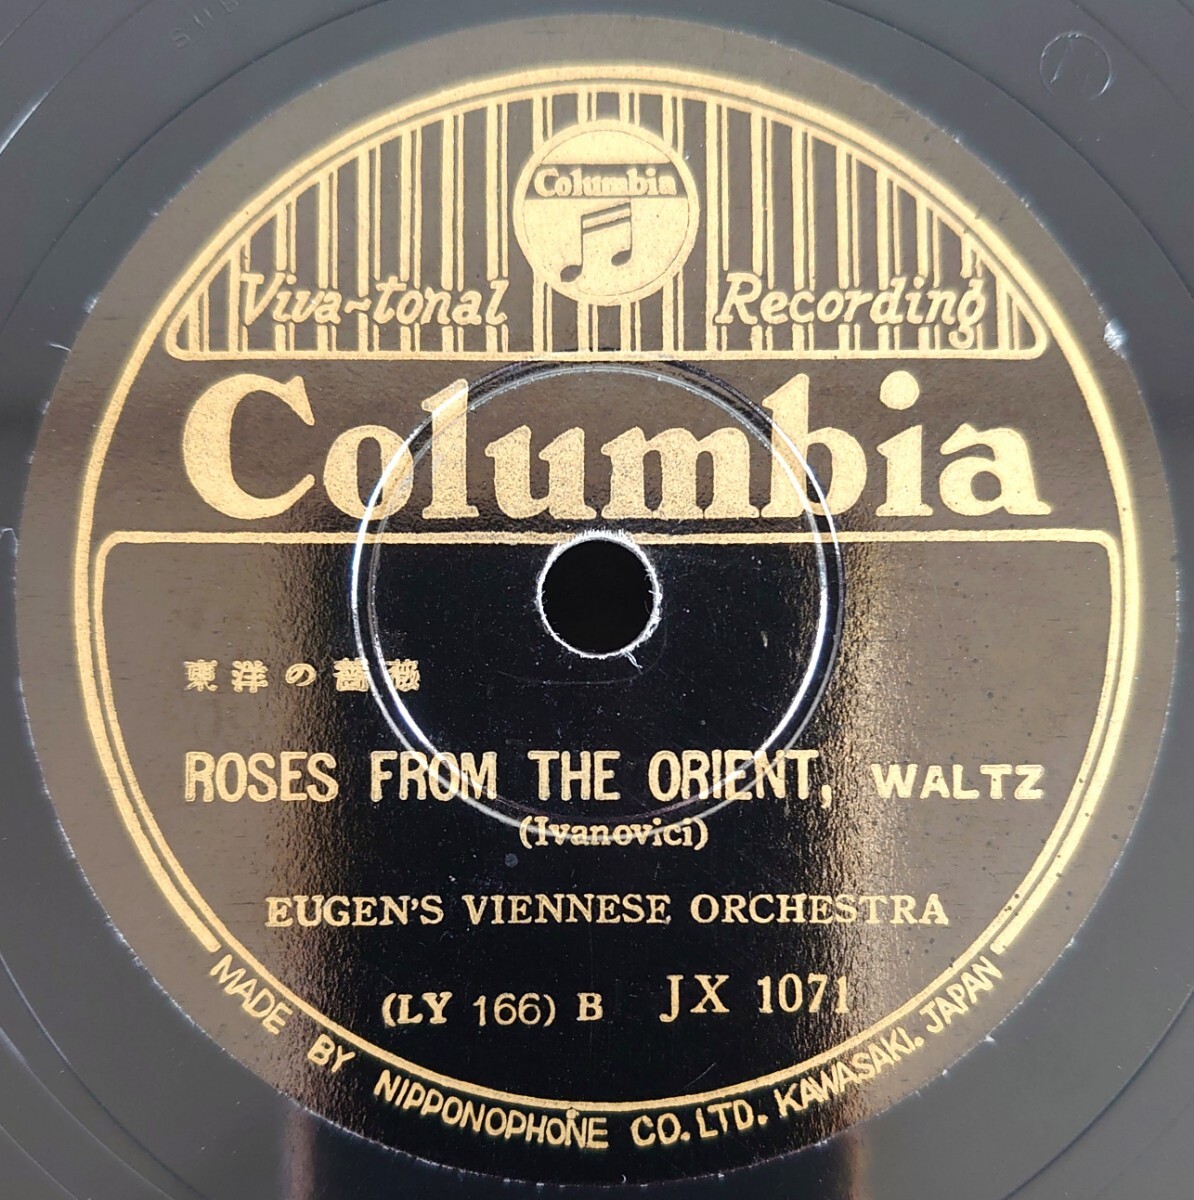 Columbia
Viva-tonal Recording
Columbia
東洋の薔薇
ROSES FROM THE ORIENT, WALTZ
(Ivanovici)
EUGEN'S VIENNESE ORCHESTRA
(LY 166) B JX 1071
MADE BY NIPPONOPHONE CO. LTD. KAWASAKI. JAPAN